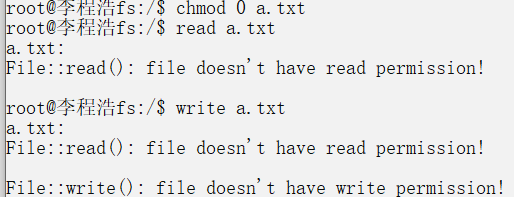 root@李程浩fs:/$ chmod 0 a.txt
root@李程浩fs:/$ read a.txt
a.txt:
File::read(): file doesn't have read permission!
root@李程浩fs:/$ write a.txt
a.txt:
File::read(): file doesn't have read permission!
File::write(): file doesn't have write permission!